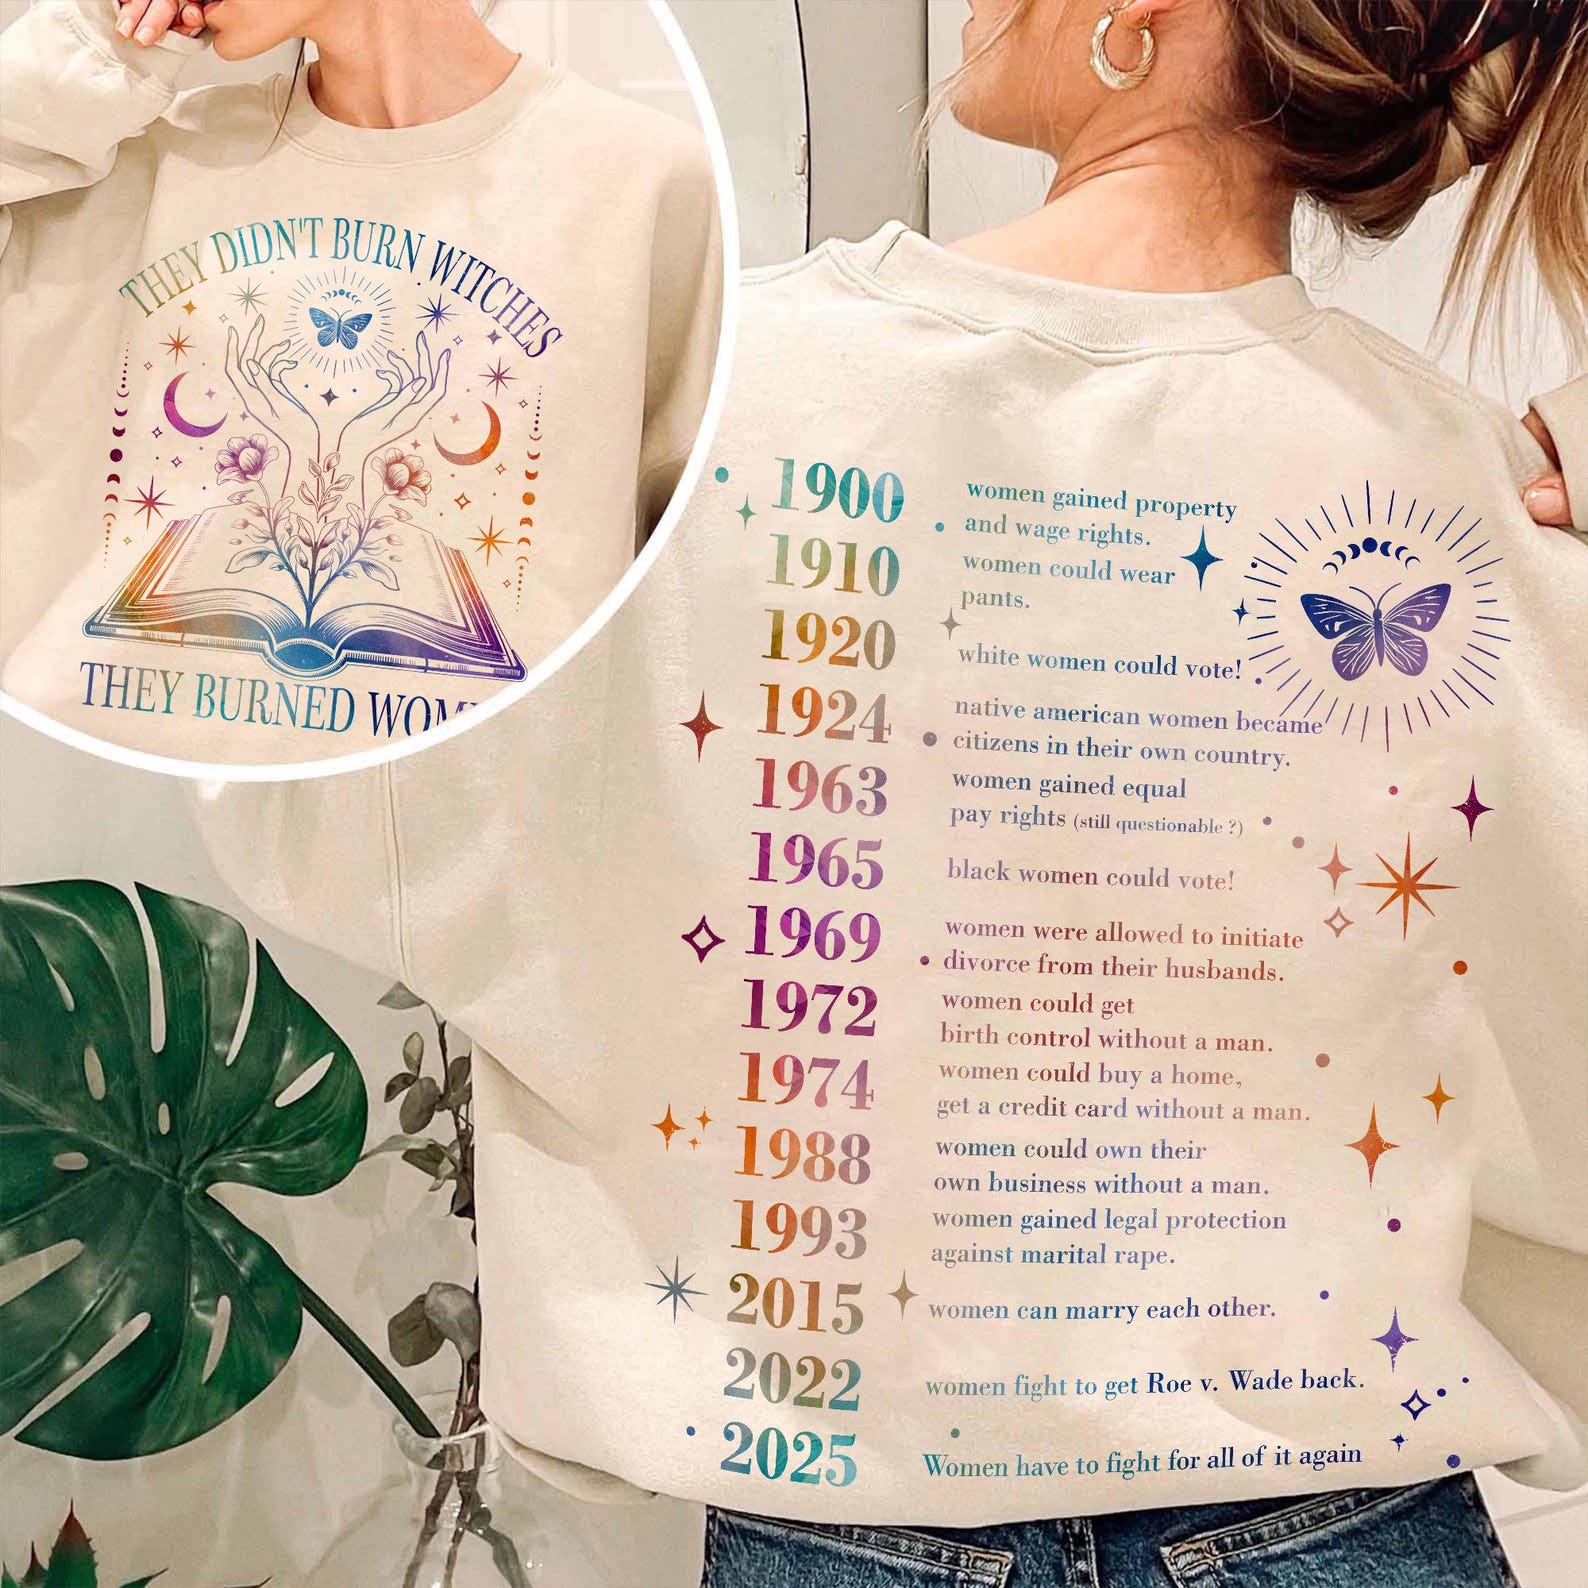 THEY DIDN'T BURN WITCHES
THEY BURNED
1900
women gained property
and wage rights.
1910
women could wear
pants.
1920
white women could vote!
1924
native american women became
citizens in their own country.
1963
women gained equal
pay rights (still questionable ?)
1965
black women could vote!
1969
women were allowed to initiate
divorce from their husbands.
1972
women could get
birth control without a man.
1974
women could buy a home,
get a credit card without a man.
1988
women could own their
own business without a man.
1993
women gained legal protection
against marital rape.
2015
women can marry each other.
2022
women fight to get Roe v. Wade back.
2025
Women have to fight for all of it again